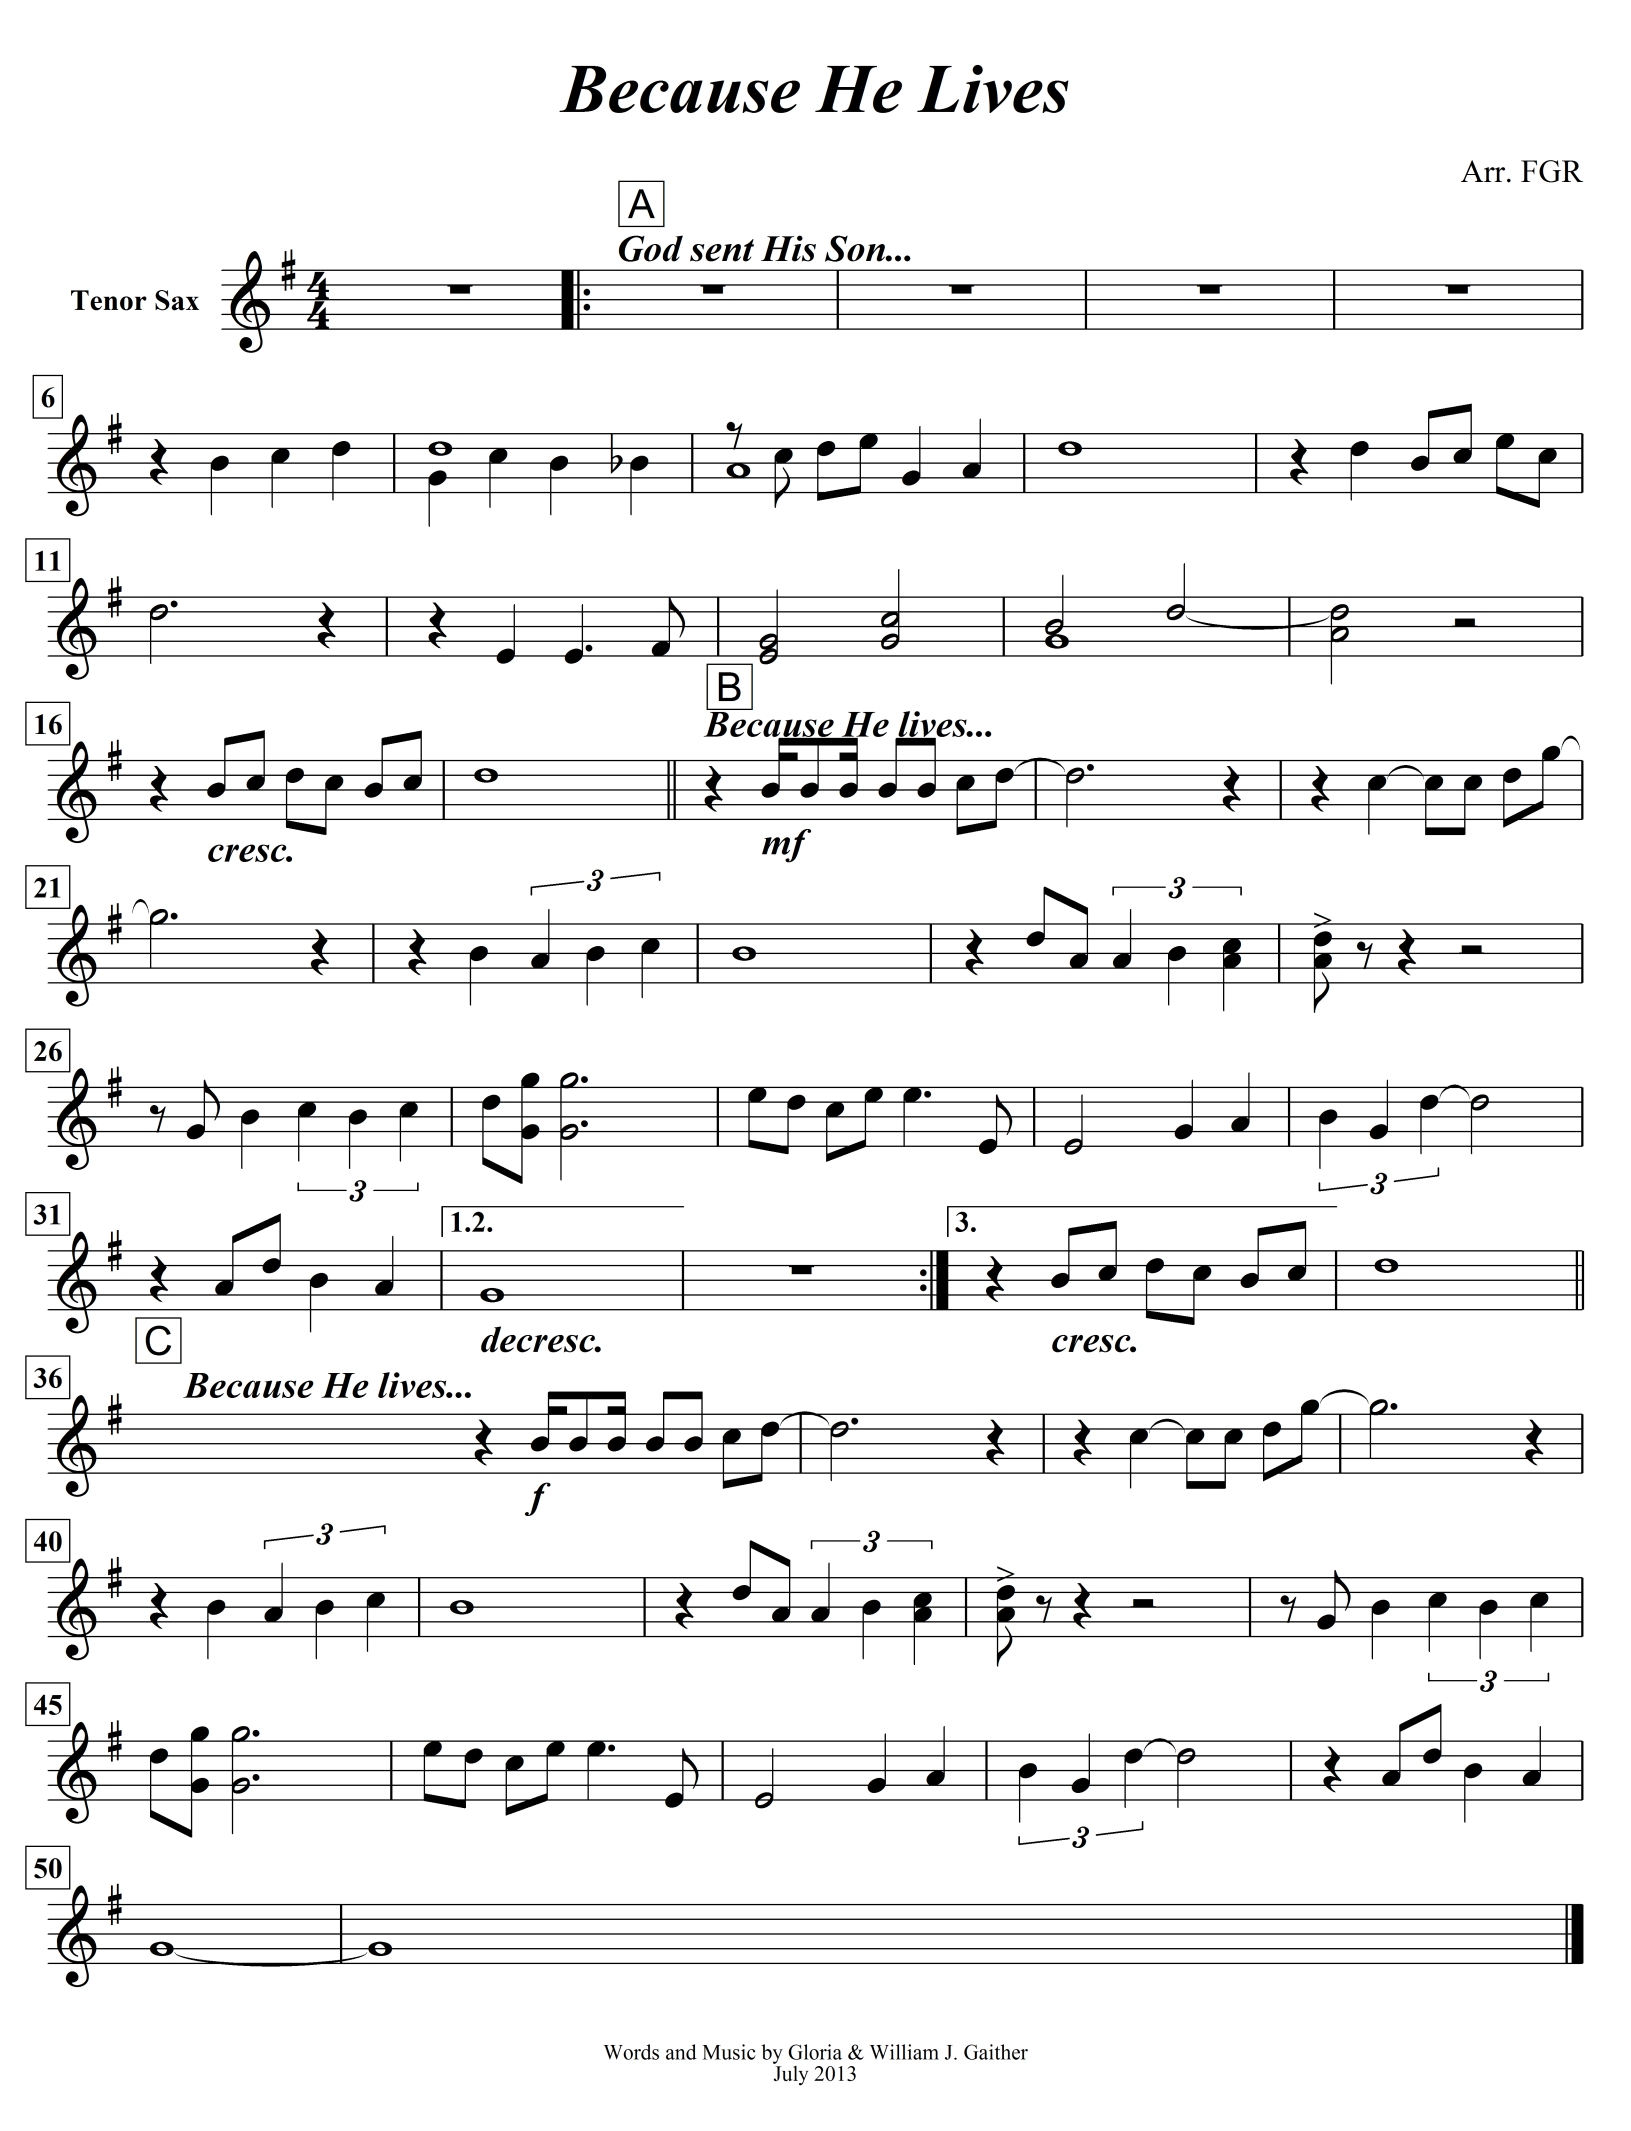 Because He Lives
Arr. FGR
A
God sent His Son...
Tenor Sax
4
4
6
11
B
16
Because He lives...
cresc.
mf
21
3
3
26
3
3
31
1.2.
3.
decresc.
cresc.
C
36
Because He lives...
f
40
3
3
3
45
3
50
Words and Music by Gloria & William J. Gaither
July 2013